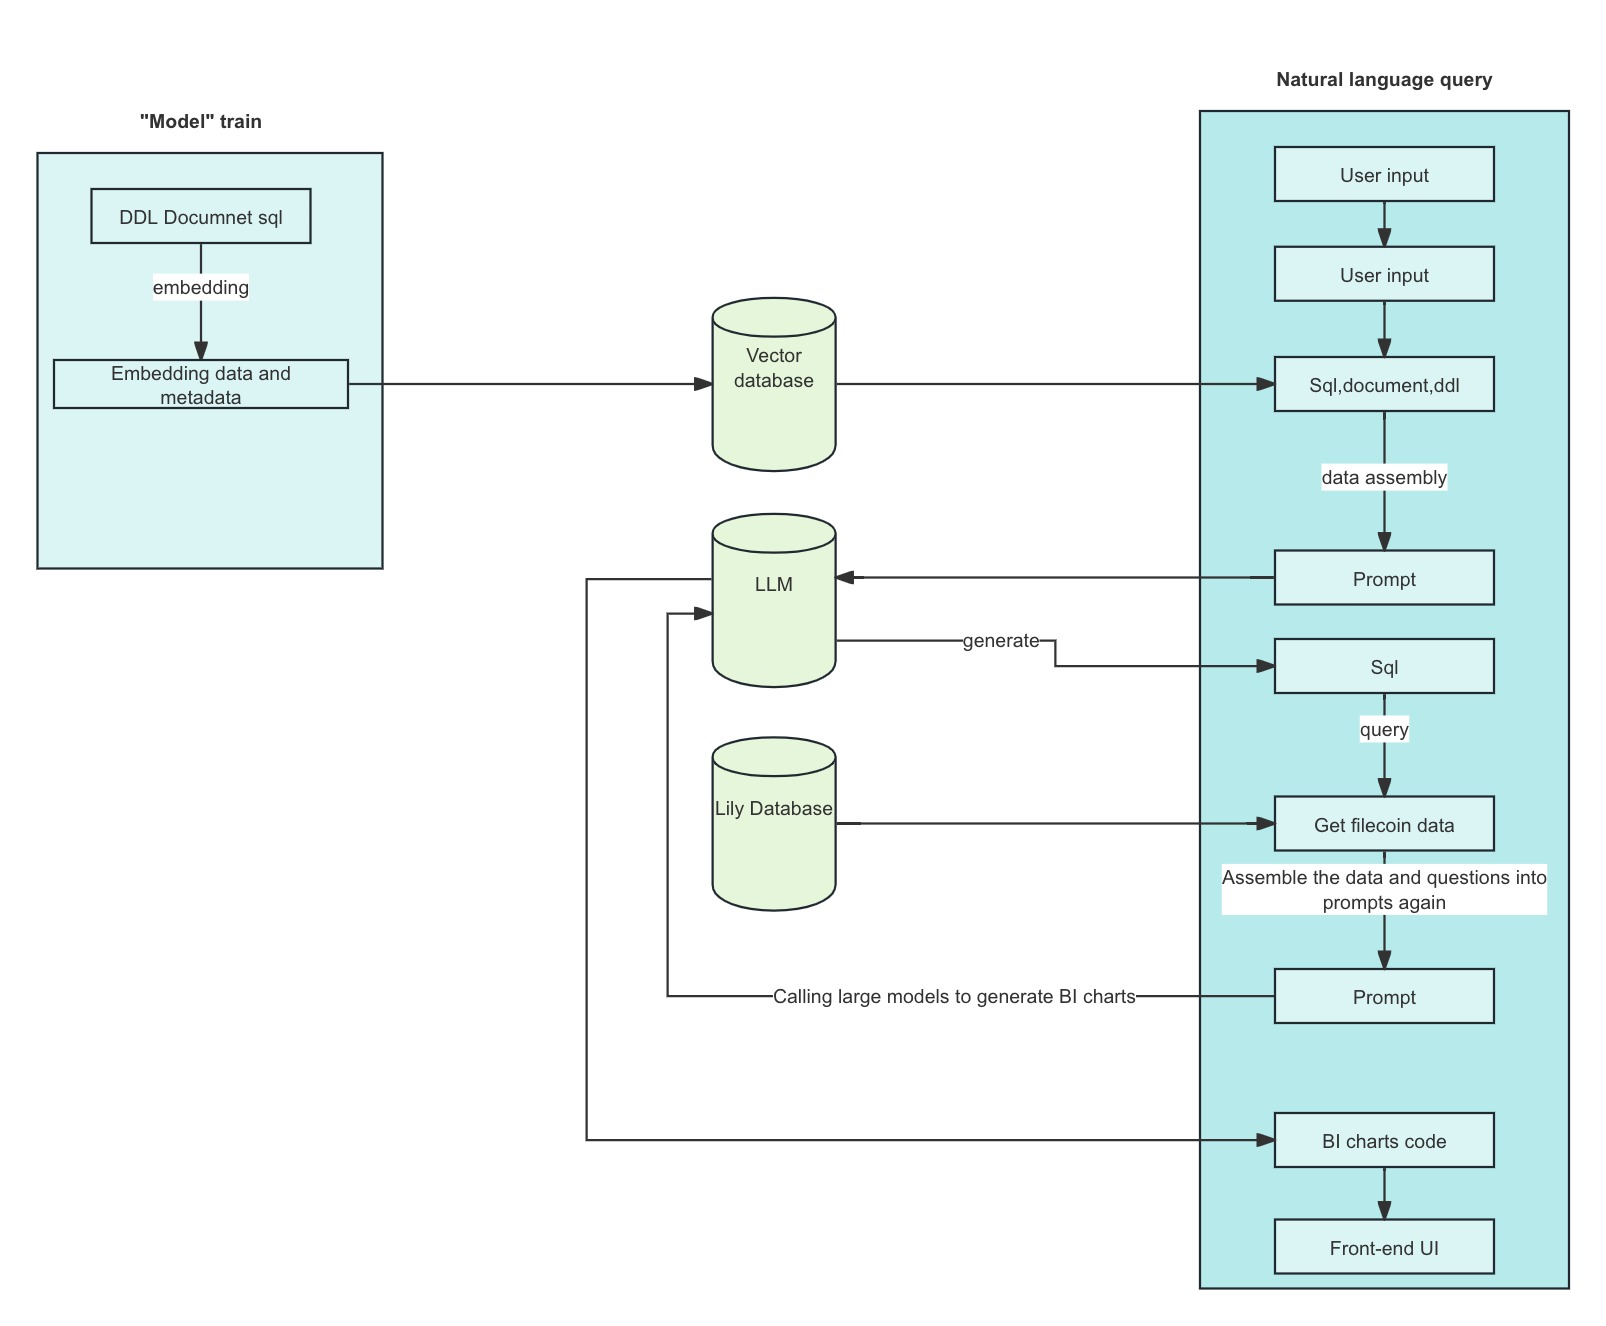 "Model" train
DDL Documnet sql
embedding
Embedding data and
metadata
Vector
database
LLM
generate
Lily Database
Calling large models to generate BI charts
Natural language query
User input
User input
Sql,document,ddl
data assembly
Prompt
Sql
query
Get filecoin data
Assemble the data and questions into
prompts again
Prompt
BI charts code
Front-end UI